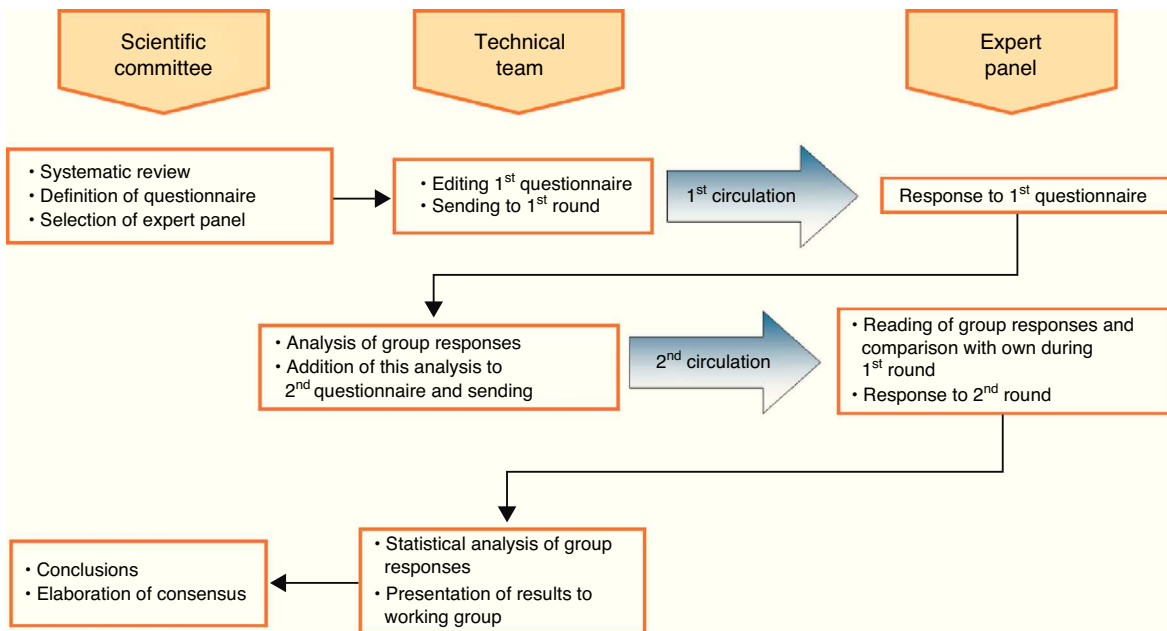 Scientific
committee
Technical
team
Expert
panel
• Systematic review
• Definition of questionnaire
• Selection of expert panel
• Editing 1st questionnaire
• Sending to 1st round
1st circulation
Response to 1st questionnaire
• Analysis of group responses
• Addition of this analysis to
2nd questionnaire and sending
2nd circulation
• Reading of group responses and
comparison with own during
1st round
• Response to 2nd round
• Statistical analysis of group
responses
• Presentation of results to
working group
• Conclusions
• Elaboration of consensus